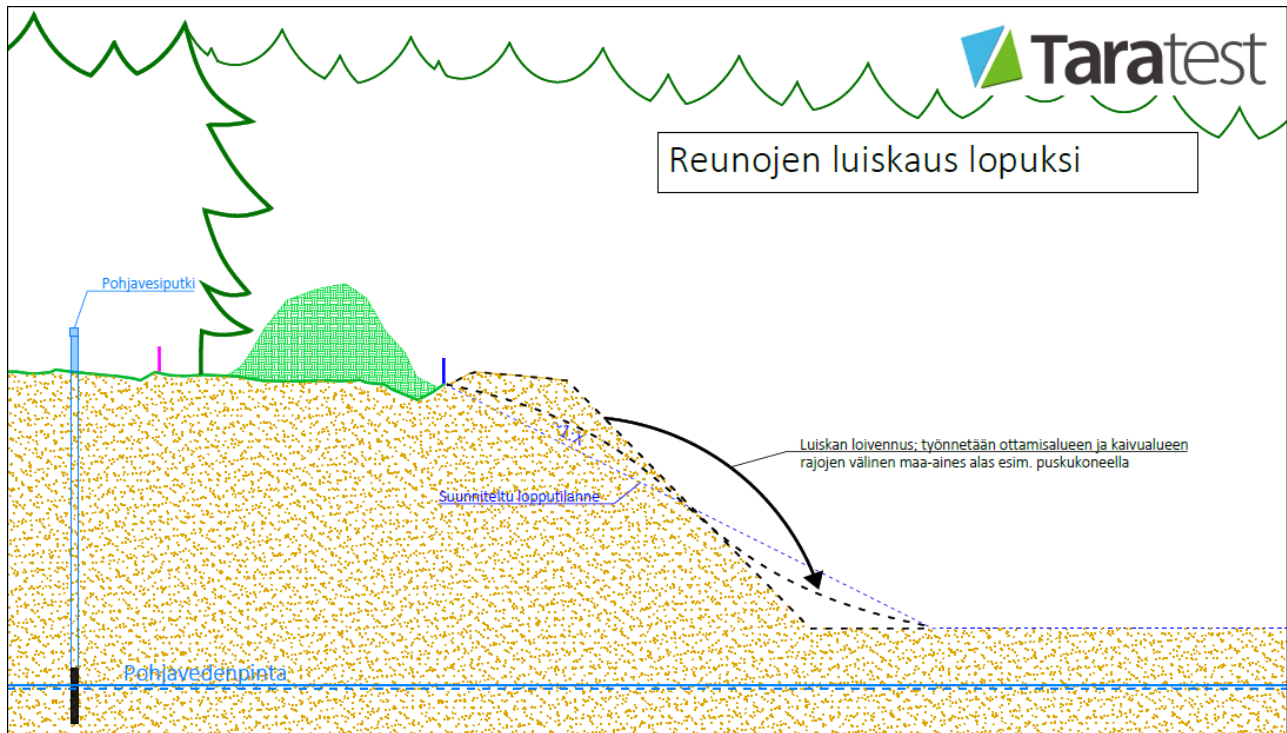 Taratest
Reunojen luiskaus lopuksi
Pohjavesiputki
Luiskan loivennus; työnnetään ottamisalueen ja kaivualueen
rajojen välinen maa-aines alas esim. puskukoneella
Suunniteltu lopputilanne
Pohjavedenpinta